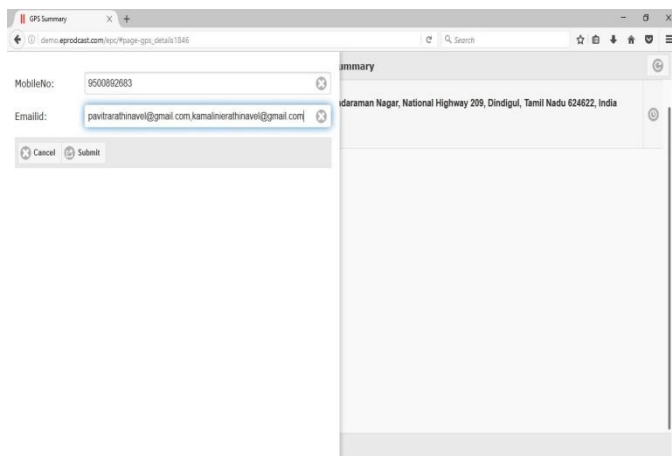 GPS Summary
demo.eprodcast.com/epc/#page-gps_details1846
Search
ummary
MobileNo:
9500892683
ndaraman Nagar, National Highway 209, Dindigul, Tamil Nadu 624622, India
Emailid:
pavitrarathinavel@gmail.com,kamalinierathinavel@gmail.com
Cancel
Submit